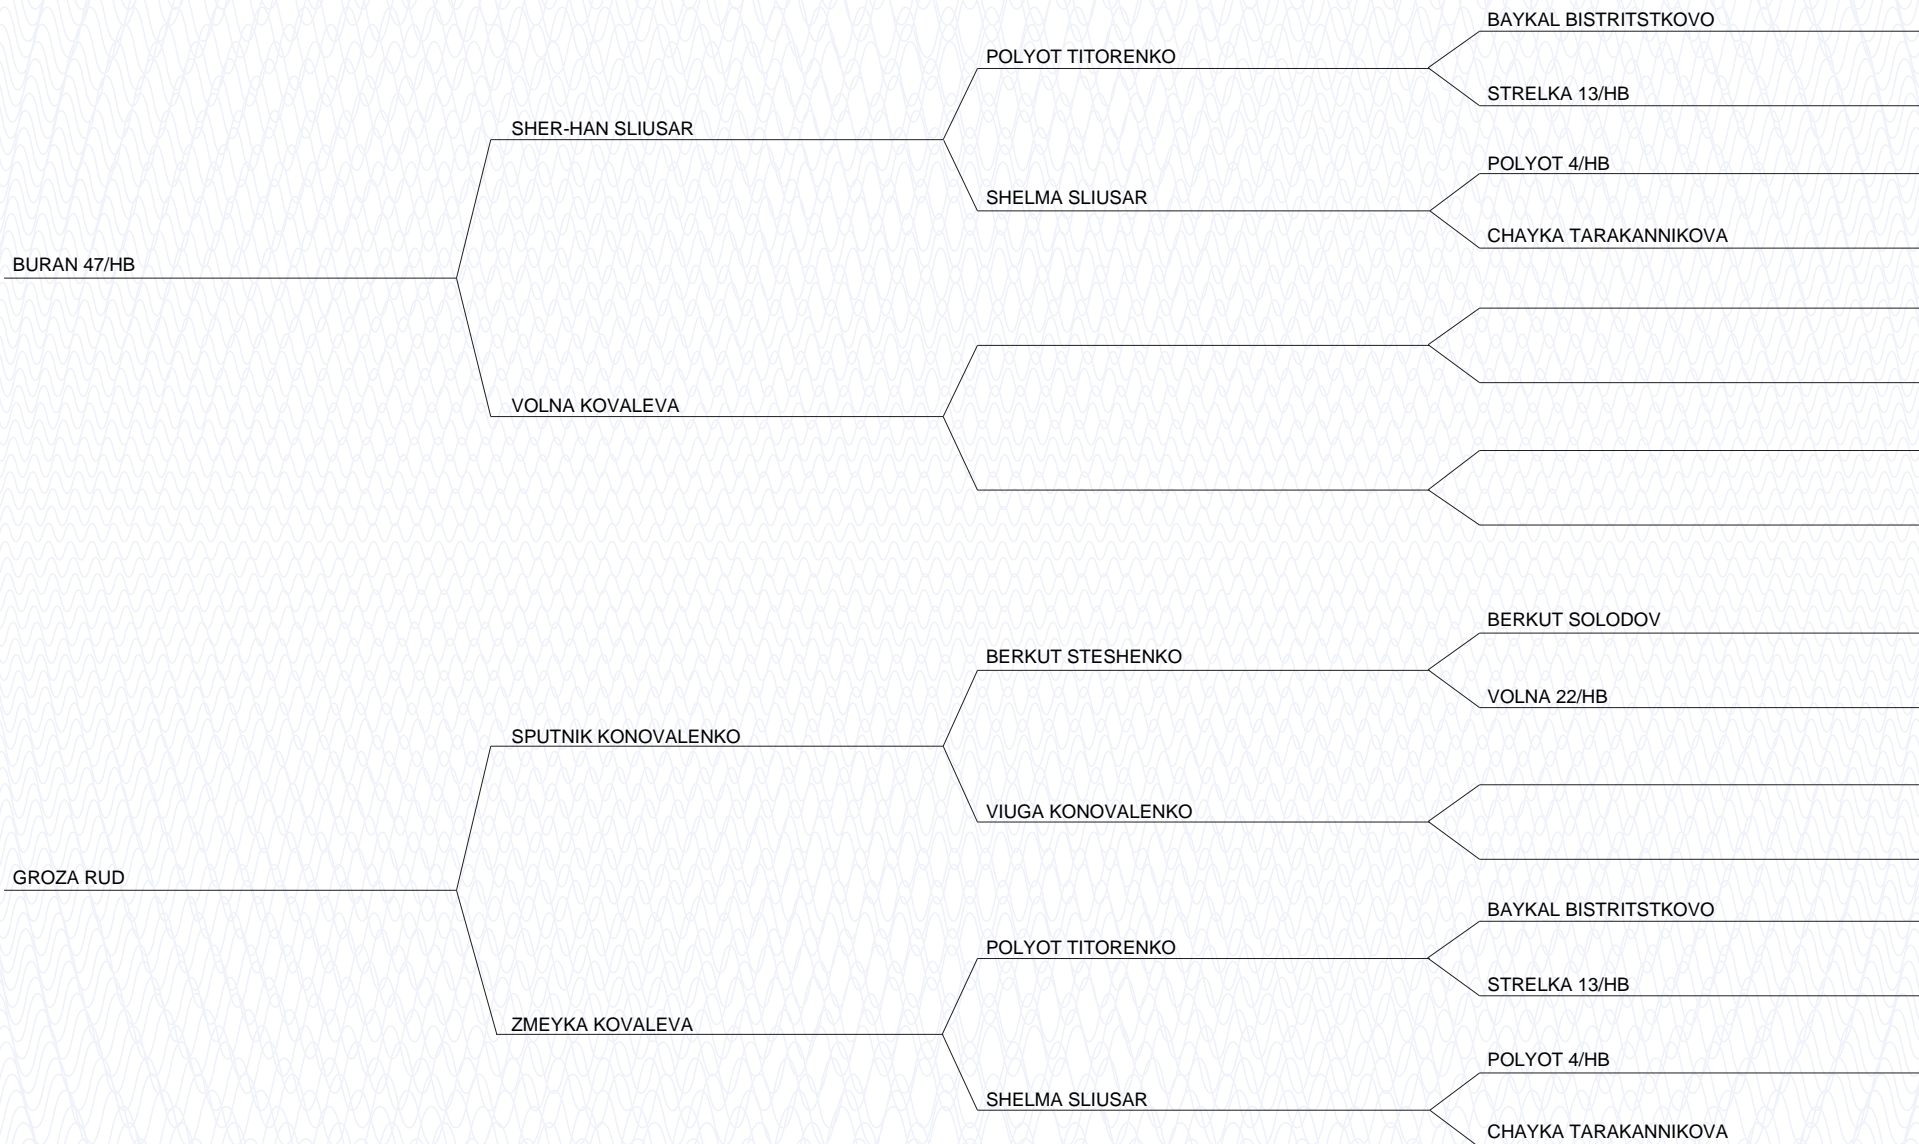 BAYKAL BISTRITSTKOVO
POLYOT TITORENKO
STRELKA 13/HB
SHER-HAN SLIUSAR
POLYOT 4/HB
SHELMA SLIUSAR
CHAYKA TARAKANNIKOVA
BURAN 47/HB
VOLNA KOVALEVA
BERKUT SOLODOV
BERKUT STESHENKO
VOLNA 22/HB
SPUTNIK KONOVALENKO
VIUGA KONOVALENKO
GROZA RUD
BAYKAL BISTRITSTKOVO
POLYOT TITORENKO
STRELKA 13/HB
ZMEYKA KOVALEVA
POLYOT 4/HB
SHELMA SLIUSAR
CHAYKA TARAKANNIKOVA